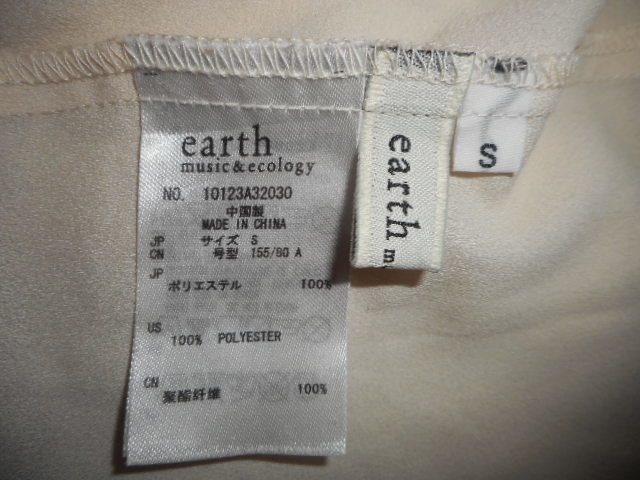 earth
music&ecology
NO. 10123A32030
中国製
MADE IN CHINA
JP サイズ S
CN 号型 155/80 A
JP
ポリエステル 100%
US
100% POLYESTER
CN
聚酯纤维 100%
earth
S